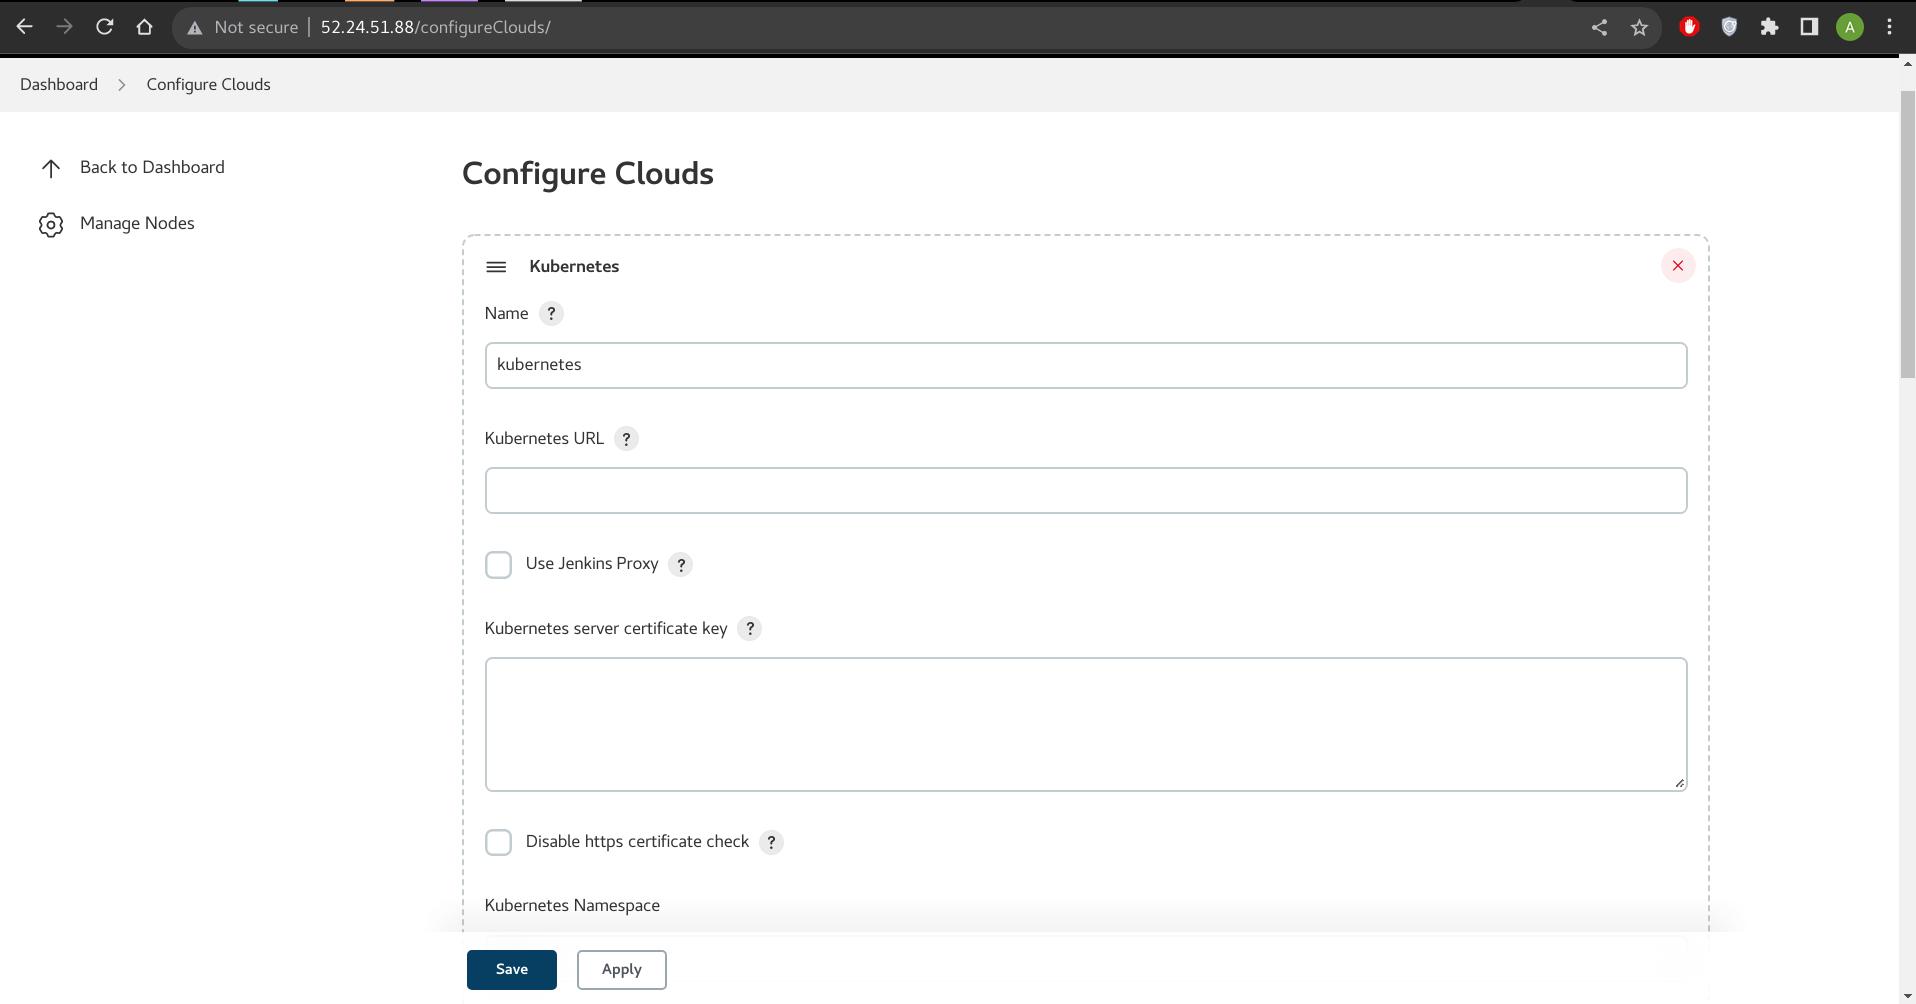 Not secure | 52.24.51.88/configureClouds/
A
Dashboard > Configure Clouds
Back to Dashboard
Manage Nodes
Configure Clouds
Kubernetes
Name ?
kubernetes
Kubernetes URL ?
Use Jenkins Proxy ?
Kubernetes server certificate key ?
Disable https certificate check ?
Kubernetes Namespace
Save
Apply